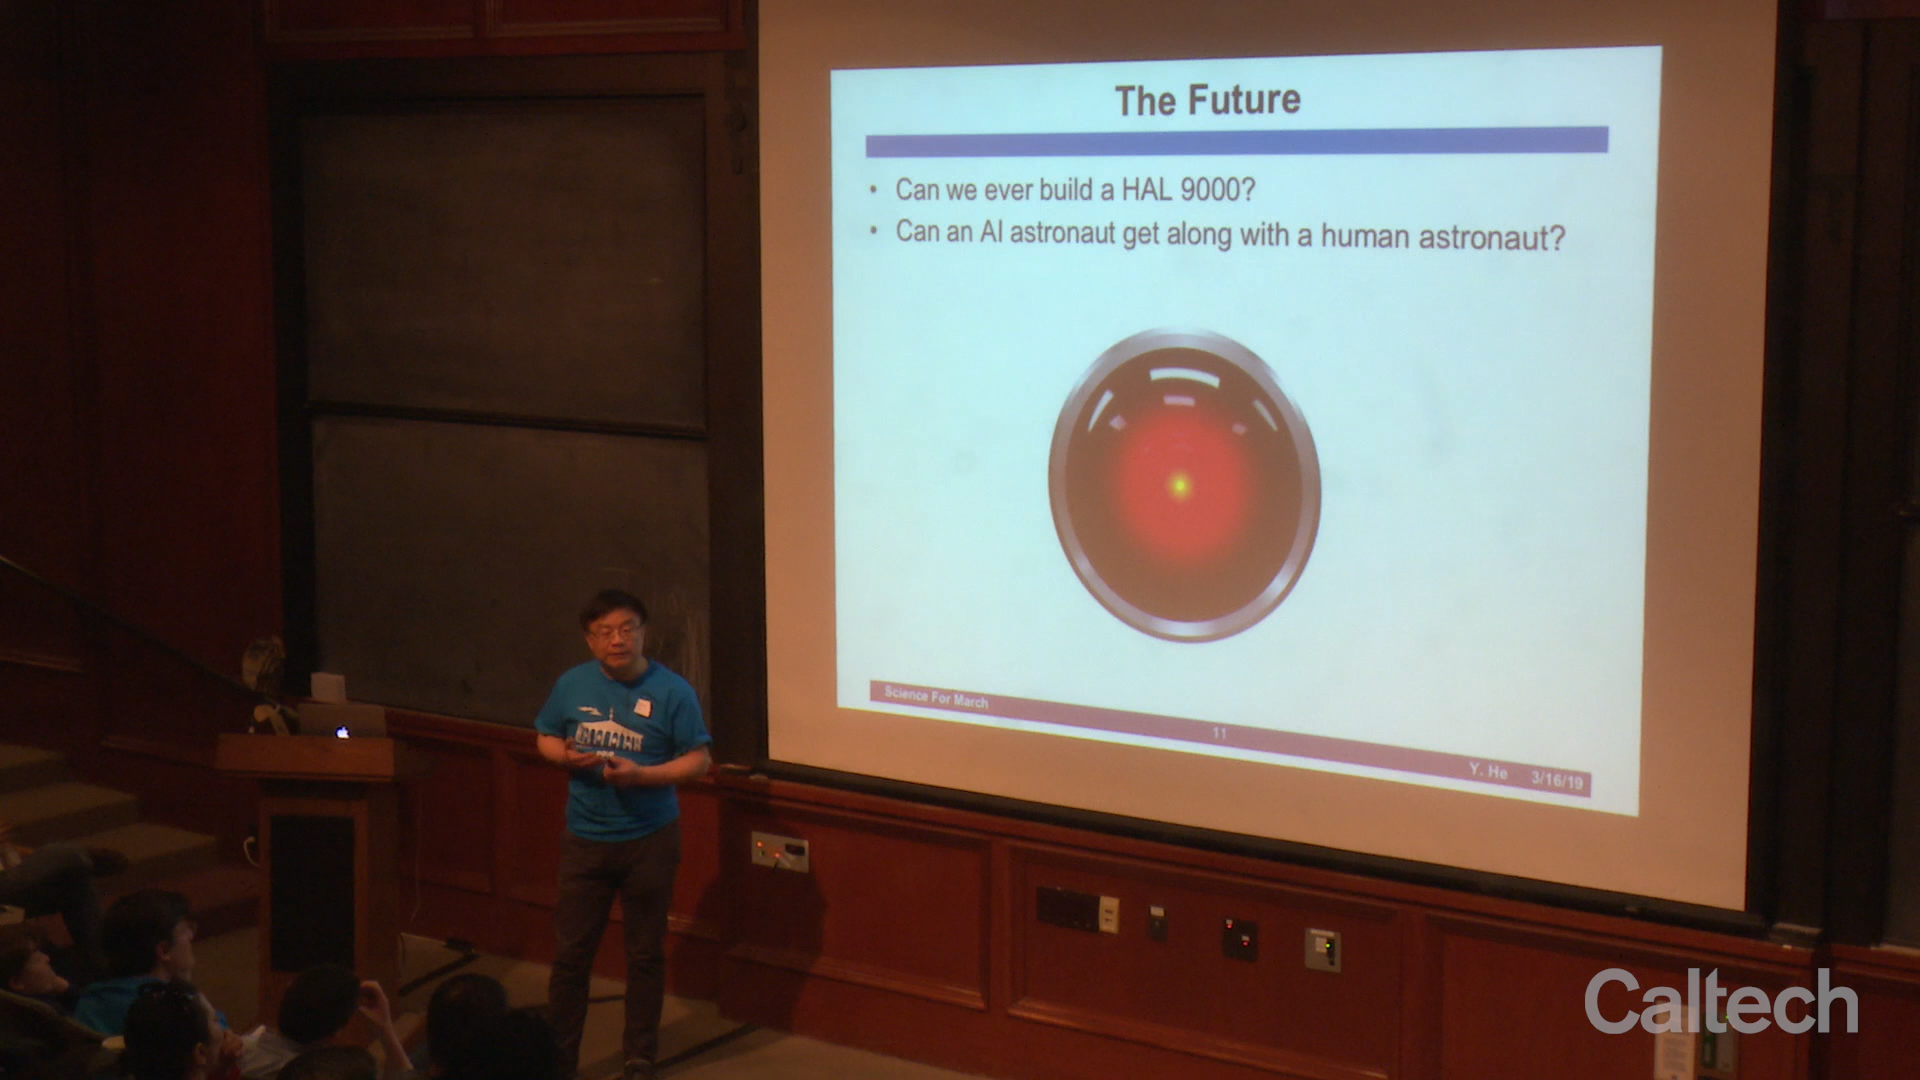 The Future
• Can we ever build a HAL 9000?
• Can an AI astronaut get along with a human astronaut?
Science For March
11
Y. He 3/16/19
Caltech